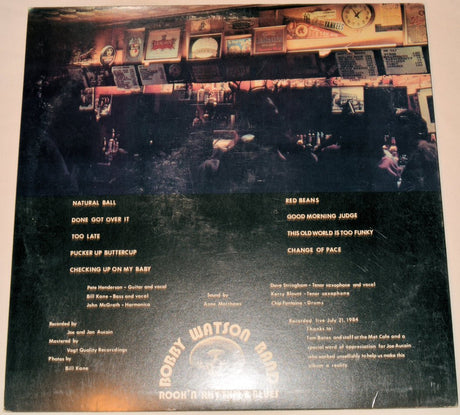 YANKEES
NATURAL BALL
DONE GOT OVER IT
TOO LATE
PUCKER UP BUTTERCUP
CHECKING UP ON MY BABY
RED BEANS
GOOD MORNING JUDGE
THIS OLD WORLD IS TOO FUNKY
CHANGE OF PACE
Pete Henderson - Guitar and vocal
Bill Kane - Bass and vocal
John McGrath - Harmonica
Sound by
Anne Matthews
Dave Stringham - Tenor saxophone and vocal
Kerry Blount - Tenor saxophone
Chip Fontaine - Drums
Recorded by
Joe and Jan Aucoin
Mastered by
Vogt Quality Recordings
Photos by
Bill Kane
BOBBY WATSON BAND
ROCK 'N RHYTHM & BLUES
Recorded live July 21, 1984
Thanks to:
Tom Bates and staff at the Met Cafe and a
special word of appreciation for Joe Aucoin
who worked unselfishly to help us make this
album a reality.